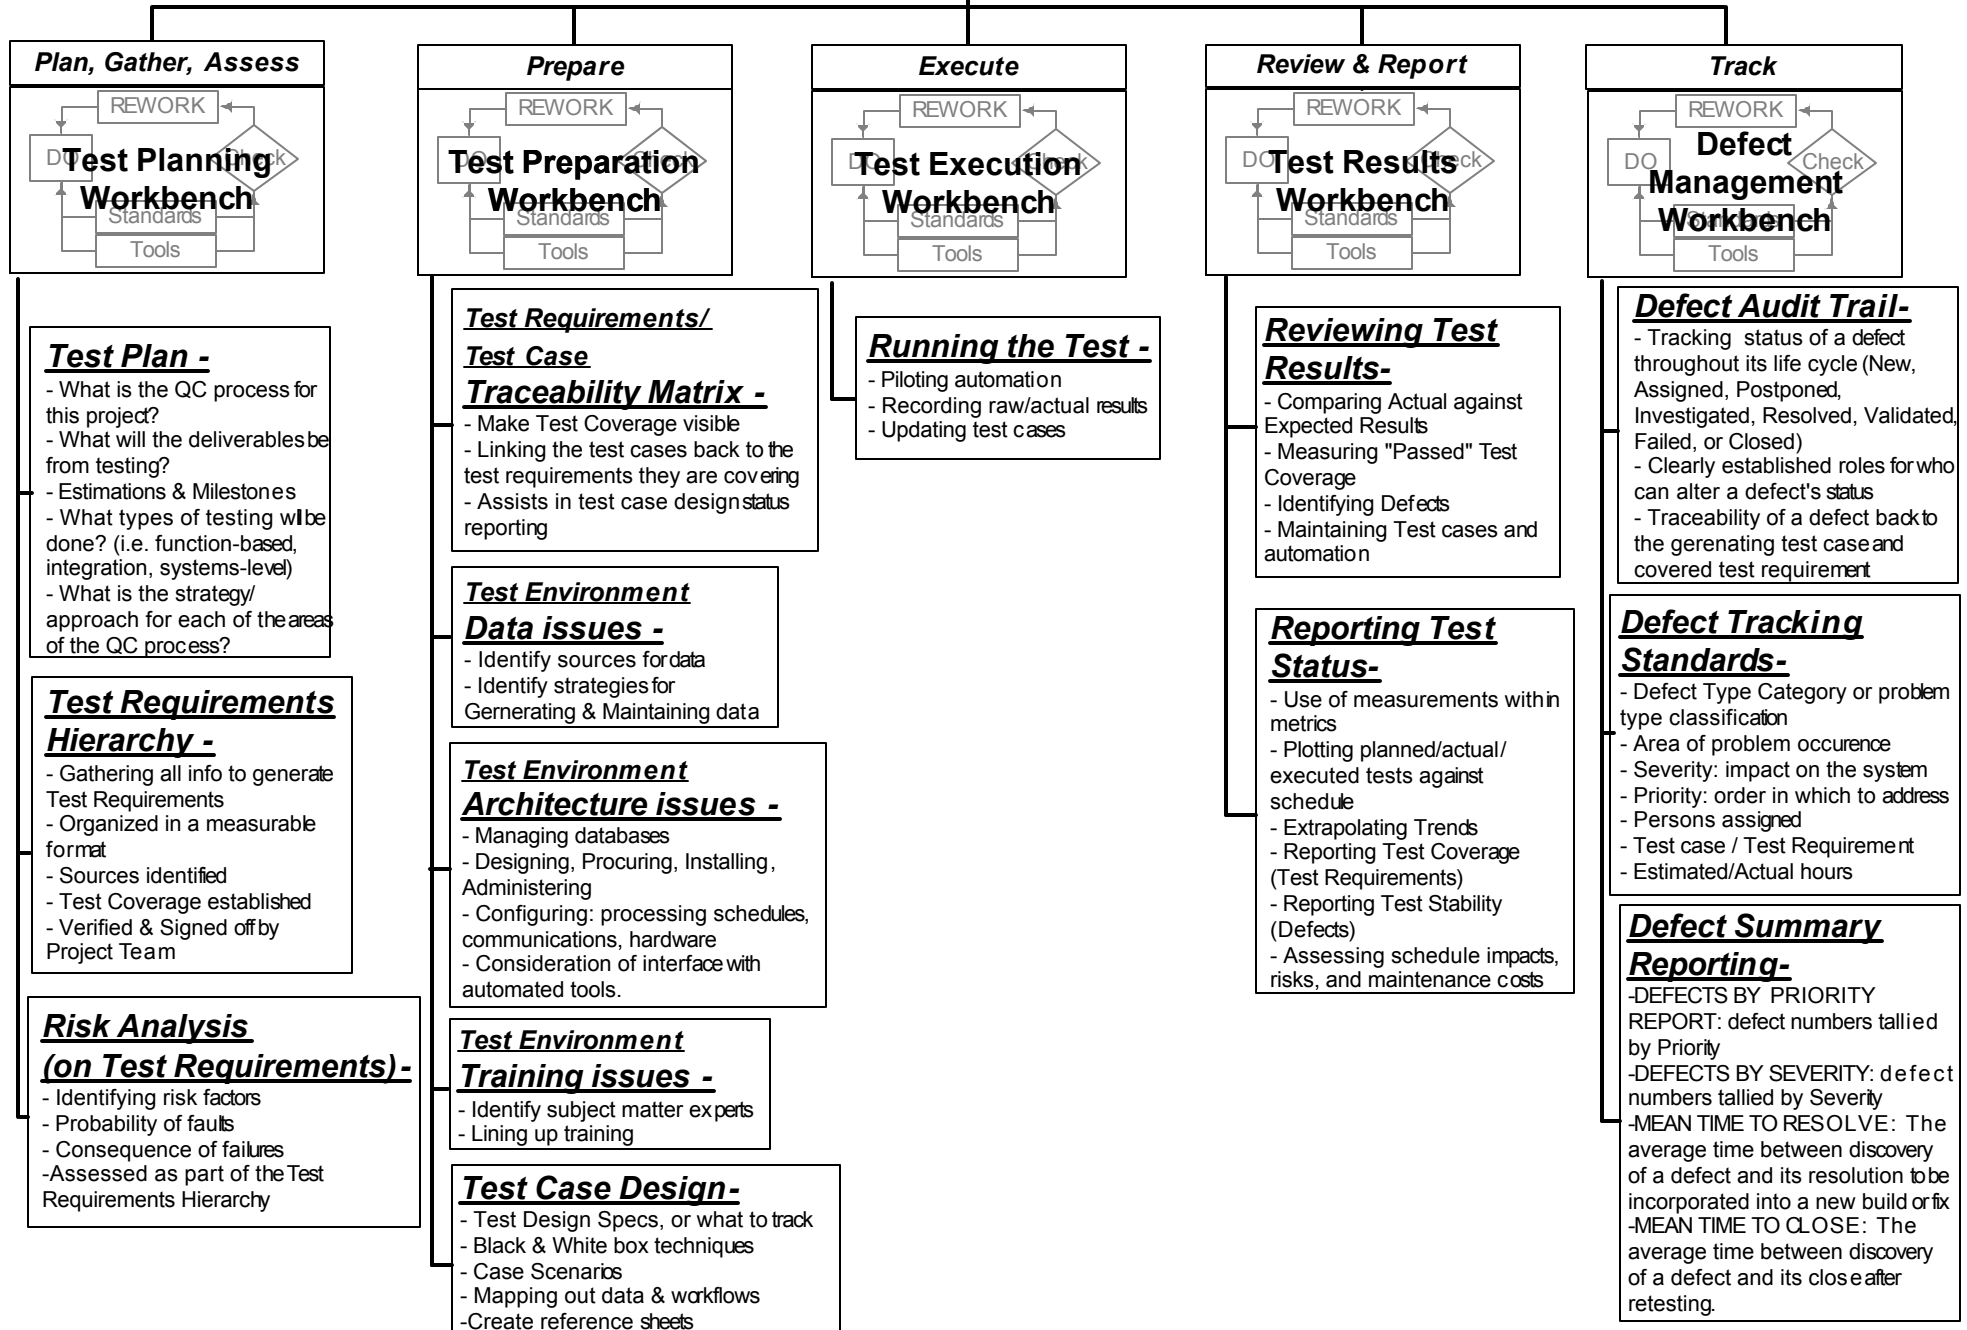 Plan, Gather, Assess
REWORK
DO
Check
Test Planning
Workbench
Standards
Tools
Test Plan -
- What is the QC process for
this project?
- What will the deliverables be
from testing?
- Estimations & Milestones
- What types of testing will be
done? (i.e. function-based,
integration, systems-level)
- What is the strategy/
approach for each of the areas
of the QC process?
Test Requirements
Hierarchy -
- Gathering all info to generate
Test Requirements
- Organized in a measurable
format
- Sources identified
- Test Coverage established
- Verified & Signed off by
Project Team
Risk Analysis
(on Test Requirements) -
- Identifying risk factors
- Probability of faults
- Consequence of failures
-Assessed as part of the Test
Requirements Hierarchy
Prepare
REWORK
DO
Check
Test Preparation
Workbench
Standards
Tools
Test Requirements/
Test Case
Traceability Matrix -
- Make Test Coverage visible
- Linking the test cases back to the
test requirements they are covering
- Assists in test case design status
reporting
Test Environment
Data issues -
- Identify sources for data
- Identify strategies for
Gernerating & Maintaining data
Test Environment
Architecture issues -
- Managing databases
- Designing, Procuring, Installing,
Administering
- Configuring: processing schedules,
communications, hardware
- Consideration of interface with
automated tools.
Test Environment
Training issues -
- Identify subject matter experts
- Lining up training
Test Case Design-
- Test Design Specs, or what to track
- Black & White box techniques
- Case Scenarios
- Mapping out data & workflows
-Create reference sheets
Execute
REWORK
DO
Check
Test Execution
Workbench
Standards
Tools
Running the Test -
- Piloting automation
- Recording raw/actual results
- Updating test cases
Review & Report
REWORK
DO
Check
Test Results
Workbench
Standards
Tools
Reviewing Test
Results-
- Comparing Actual against
Expected Results
- Measuring "Passed" Test
Coverage
- Identifying Defects
- Maintaining Test cases and
automation
Reporting Test
Status-
- Use of measurements within
metrics
- Plotting planned/actual/
executed tests against
schedule
- Extrapolating Trends
- Reporting Test Coverage
(Test Requirements)
- Reporting Test Stability
(Defects)
- Assessing schedule impacts,
risks, and maintenance costs
Track
REWORK
DO
Check
Defect
Management
Workbench
Standards
Tools
Defect Audit Trail-
- Tracking status of a defect
throughout its life cycle (New,
Assigned, Postponed,
Investigated, Resolved, Validated,
Failed, or Closed)
- Clearly established roles for who
can alter a defect's status
- Traceability of a defect back to
the gerenating test case and
covered test requirement
Defect Tracking
Standards-
- Defect Type Category or problem
type classification
- Area of problem occurence
- Severity: impact on the system
- Priority: order in which to address
- Persons assigned
- Test case / Test Requirement
- Estimated/Actual hours
Defect Summary
Reporting-
-DEFECTS BY PRIORITY
REPORT: defect numbers tallied
by Priority
-DEFECTS BY SEVERITY: defect
numbers tallied by Severity
-MEAN TIME TO RESOLVE: The
average time between discovery
of a defect and its resolution to be
incorporated into a new build or fix
-MEAN TIME TO CLOSE: The
average time between discovery
of a defect and its close after
retesting.